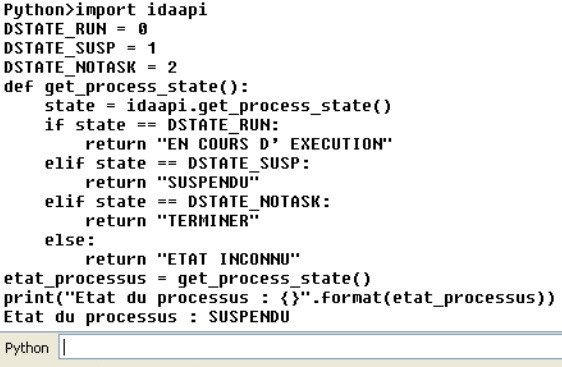 Python>import idaapi
DSTATE_RUN = 0
DSTATE_SUSP = 1
DSTATE_NOTASK = 2
def get_process_state():
    state = idaapi.get_process_state()
    if state == DSTATE_RUN:
        return "EN COURS D' EXECUTION"
    elif state == DSTATE_SUSP:
        return "SUSPENDU"
    elif state == DSTATE_NOTASK:
        return "TERMINER"
    else:
        return "ETAT INCONNU"
etat_processus = get_process_state()
print("Etat du processus : {}".format(etat_processus))
Etat du processus : SUSPENDU
Python